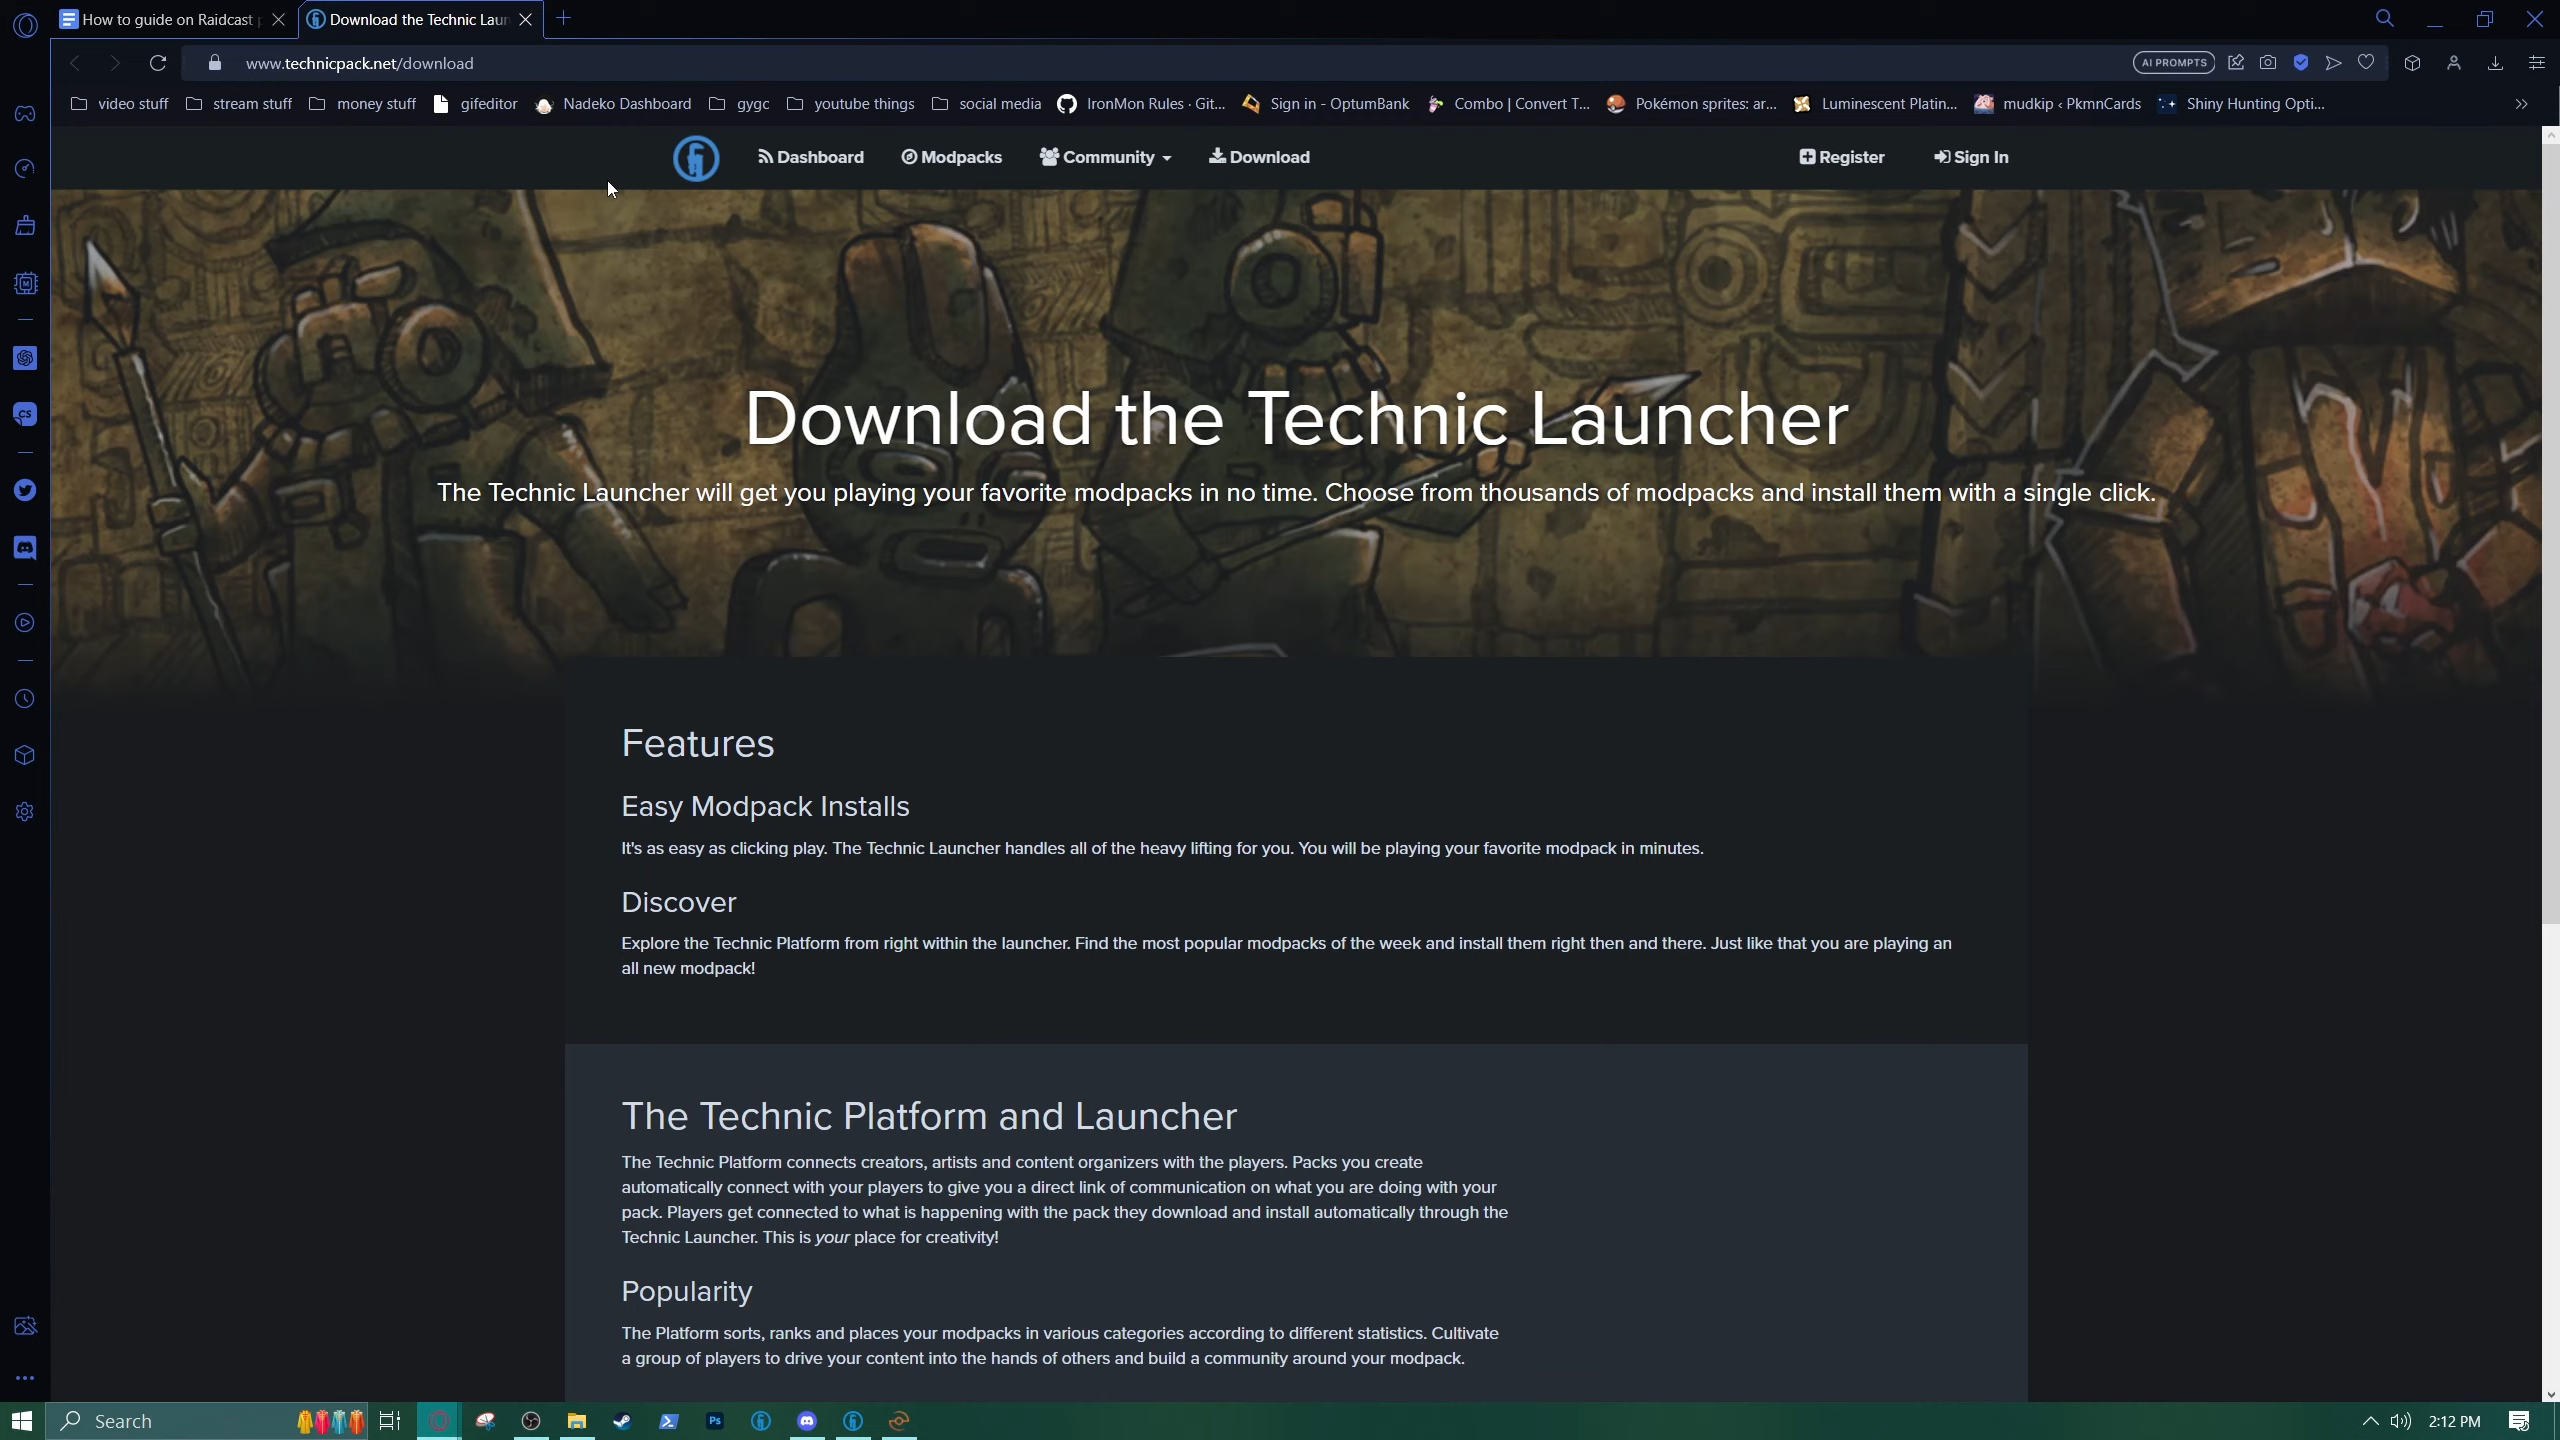 How to guide on Raidcast
Download the Technic Laun
www.technicpack.net/download
AI PROMPTS
video stuff
stream stuff
money stuff
gifeditor
Nadeko Dashboard
gygc
youtube things
social media
IronMon Rules · Git...
Sign in - OptumBank
Combo | Convert T...
Pokémon sprites: ar...
Luminescent Platin...
mudkip ‹ PkmnCards
Shiny Hunting Opti...
Dashboard
Modpacks
Community
Download
Register
Sign In
Download the Technic Launcher
The Technic Launcher will get you playing your favorite modpacks in no time. Choose from thousands of modpacks and install them with a single click.
Features
Easy Modpack Installs
It's as easy as clicking play. The Technic Launcher handles all of the heavy lifting for you. You will be playing your favorite modpack in minutes.
Discover
Explore the Technic Platform from right within the launcher. Find the most popular modpacks of the week and install them right then and there. Just like that you are playing an
all new modpack!
The Technic Platform and Launcher
The Technic Platform connects creators, artists and content organizers with the players. Packs you create
automatically connect with your players to give you a direct link of communication on what you are doing with your
pack. Players get connected to what is happening with the pack they download and install automatically through the
Technic Launcher. This is your place for creativity!
Popularity
The Platform sorts, ranks and places your modpacks in various categories according to different statistics. Cultivate
a group of players to drive your content into the hands of others and build a community around your modpack.
CS
M
Search
Ps
2:12 PM